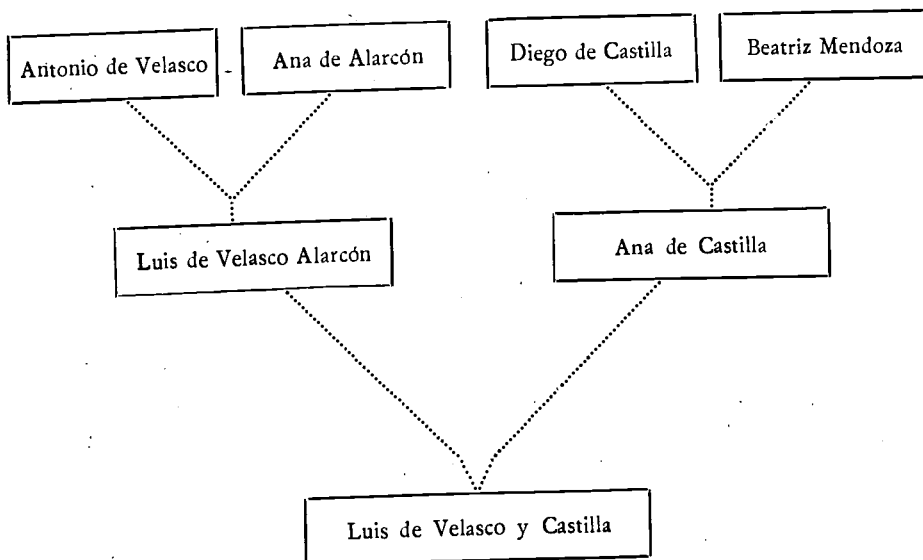 Antonio de Velasco
Ana de Alarcón
Diego de Castilla
Beatriz Mendoza
Luis de Velasco Alarcón
Ana de Castilla
Luis de Velasco y Castilla